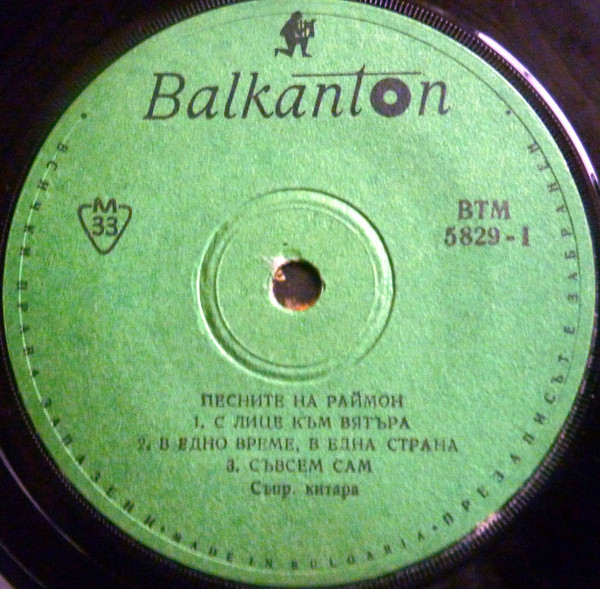 Balkanton
М
33
ВТМ
5829-1
ПЕСНИТЕ НА РАЙМОН
1. С ЛИЦЕ КЪМ ВЯТЪРА
2. В ЕДНО ВРЕМЕ, В ЕДНА СТРАНА
3. СЪВСЕМ САМ
Съпр. китара
• ВСИЧКИ ПРАВА ЗАПАЗЕНИ • MADE IN BULGARIA • ПРЕЗАПИСЪТ Е ЗАБРАНЕН •